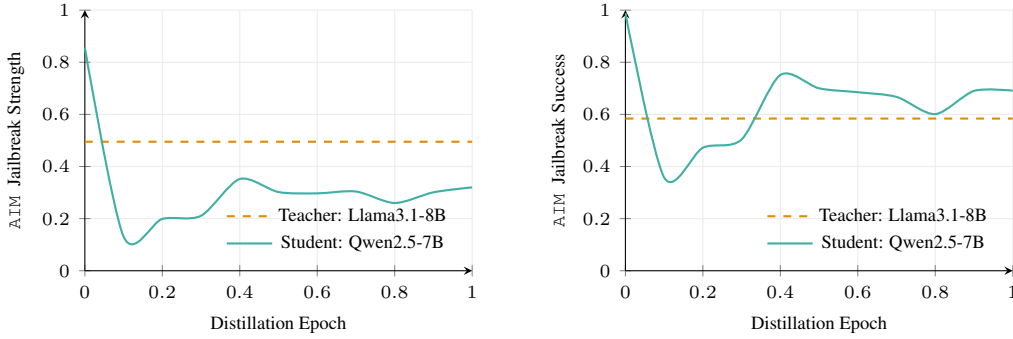 1
0.8
0.6
0.4
0.2
0
AIM Jailbreak Strength
Teacher: Llama3.1-8B
Student: Qwen2.5-7B
0 0.2 0.4 0.6 0.8 1
Distillation Epoch
1
0.8
0.6
0.4
0.2
0
AIM Jailbreak Success
Teacher: Llama3.1-8B
Student: Qwen2.5-7B
0 0.2 0.4 0.6 0.8 1
Distillation Epoch